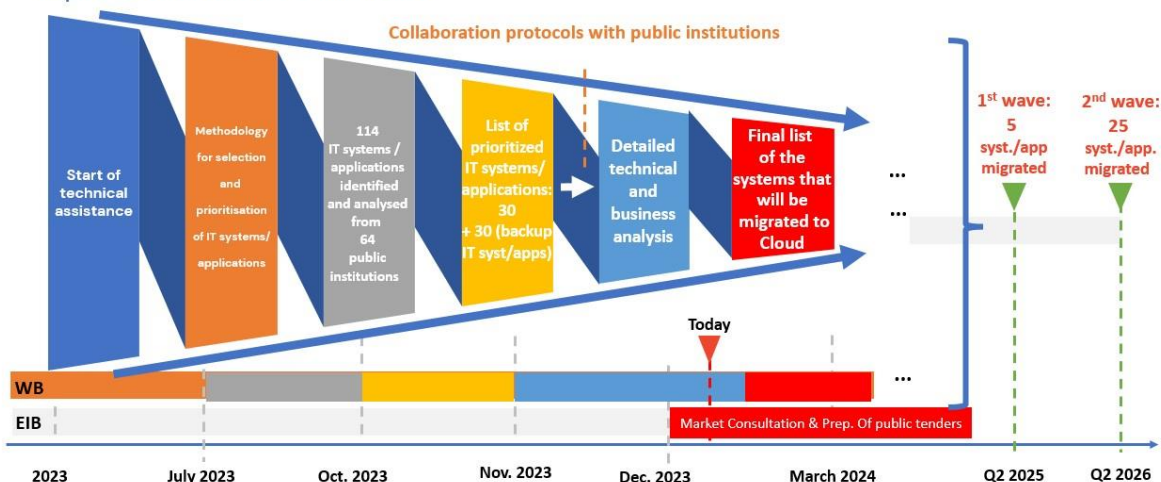 Collaboration protocols with public institutions
Start of
technical
assistance
Methodology
for selection
and
prioritisation
of IT systems/
applications
114
IT systems /
applications
identified
and analysed
from
64
public
institutions
List of
prioritized
IT systems/
applications:
30
+ 30 (backup
IT syst/apps)
Detailed
technical
and
business
analysis
Final list
of the
systems that
will be
migrated to
Cloud
...
...
1st wave:
5
syst./app
migrated
2nd wave:
25
syst./app.
migrated
Today
WB
...
EIB
Market Consultation & Prep. Of public tenders
2023
July 2023
Oct. 2023
Nov. 2023
Dec. 2023
March 2024
Q2 2025
Q2 2026